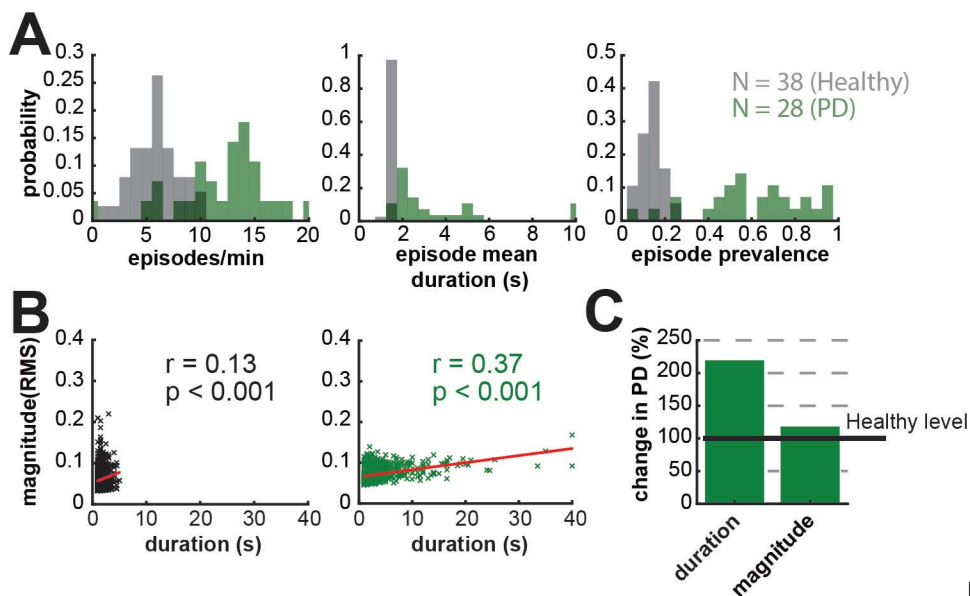 A
0.3
0.25
0.2
0.15
0.1
0.05
0
probability
0 5 10 15 20
episodes/min
1
0.8
0.6
0.4
0.2
0
2 4 6 8 10
episode mean
duration (s)
0.5
0.4
0.3
0.2
0.1
0
0 0.2 0.4 0.6 0.8 1
episode prevalence
N = 38 (Healthy)
N = 28 (PD)
B
0.4
0.3
0.2
0.1
0
magnitude(RMS)
r = 0.13
p < 0.001
0 10 20 30 40
duration (s)
0.4
0.3
0.2
0.1
0
r = 0.37
p < 0.001
0 10 20 30 40
duration (s)
C
250
200
150
100
50
0
change in PD (%)
Healthy level
duration
magnitude